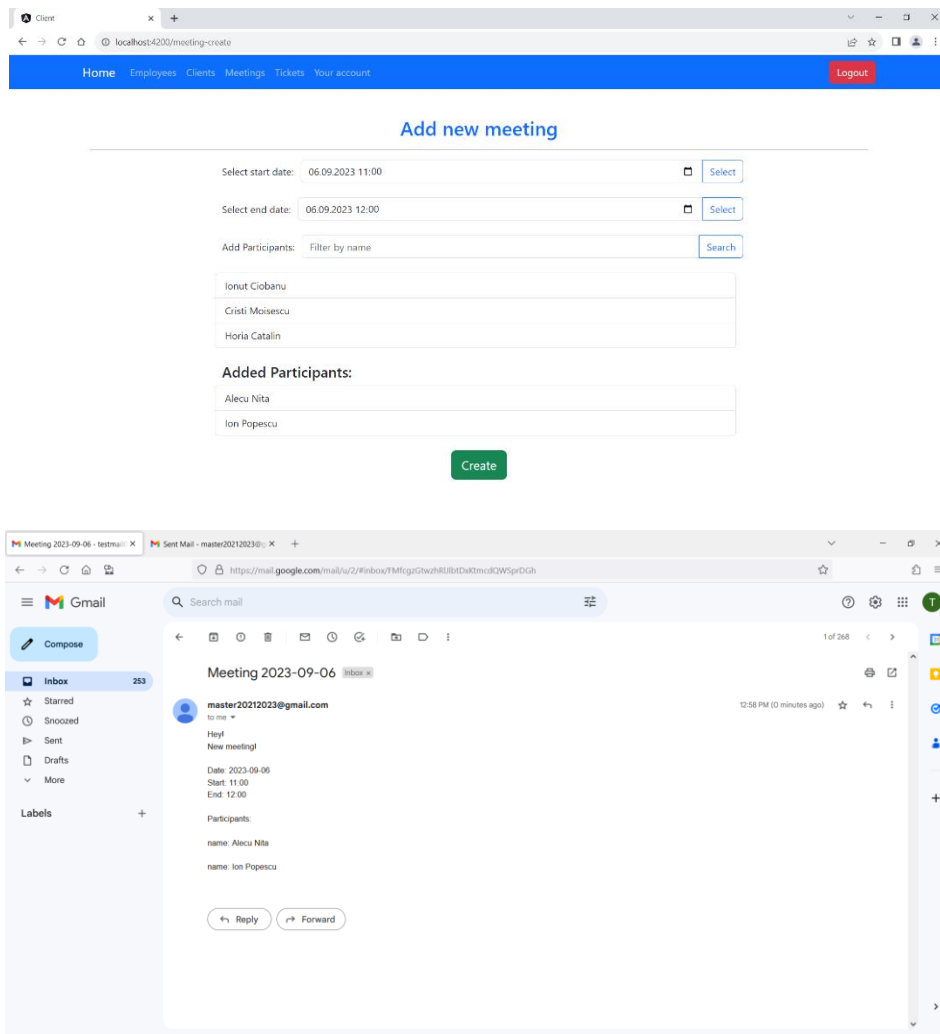 Client
localhost:4200/meeting-create
Home Employees Clients Meetings Tickets Your account Logout
Add new meeting
Select start date: 06.09.2023 11:00 Select
Select end date: 06.09.2023 12:00 Select
Add Participants: Filter by name Search
Ionut Ciobanu
Cristi Moisescu
Horia Catalin
Added Participants:
Alecu Nita
Ion Popescu
Create
Meeting 2023-09-06 - testmail Sent Mail - master20212023@g
https://mail.google.com/mail/u/2/#inbox/
Gmail Search mail T
Compose 1 of 268
Meeting 2023-09-06 Inbox x
Inbox 253
master20212023@gmail.com 12:58 PM (0 minutes ago)
to me
Starred
Snoozed
Sent
Drafts
More
Labels
Hey!
New meeting!
Date: 2023-09-06
Start: 11:00
End: 12:00
Participants:
name: Alecu Nita
name: Ion Popescu
Reply Forward